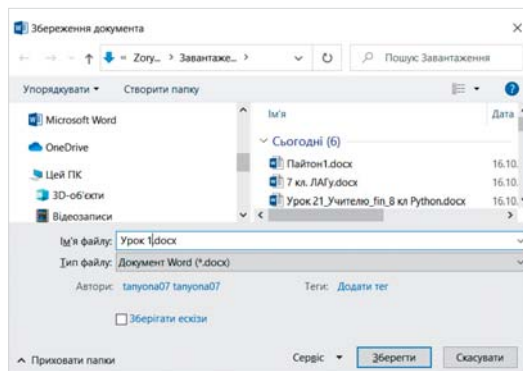 Збереження документа
« Zory... > Завантаже... >
Пошук: Завантаження
Упорядкувати
Створити папку
Microsoft Word
OneDrive
Цей ПК
3D-об'єкти
Відеозаписи
Ім'я
Дата
Сьогодні (6)
Пайтон1.docx 16.10.
7 кл. ЛАГу.docx 16.10.
Урок 21_Учителю_fin_8 кл Python.docx 16.10.
Ім'я файлу: Урок 1.docx
Тип файлу: Документ Word (*.docx)
Автори: tanyona07 tanyona07
Теги: Додати тег
Зберігати ескізи
Приховати папки
Сервіс
Зберегти
Скасувати